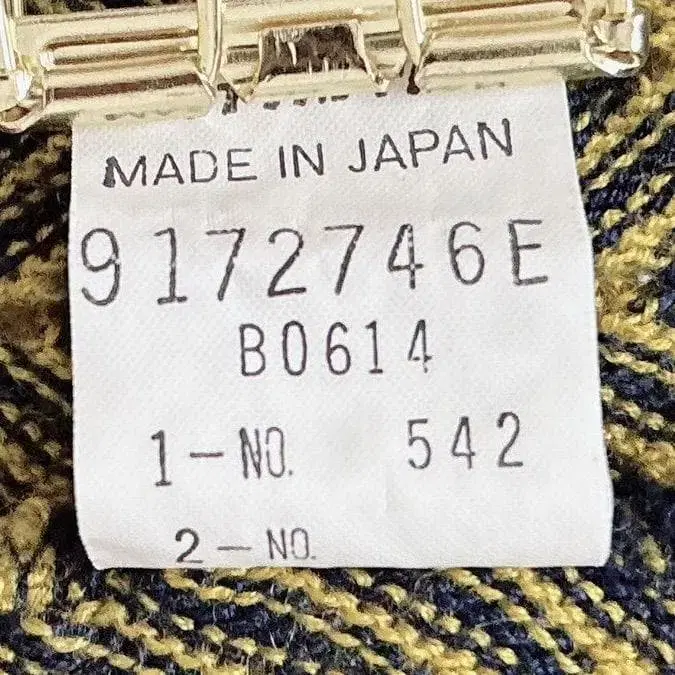 MADE IN JAPAN
9172746E
B0614
1-NO. 542
2-NO.